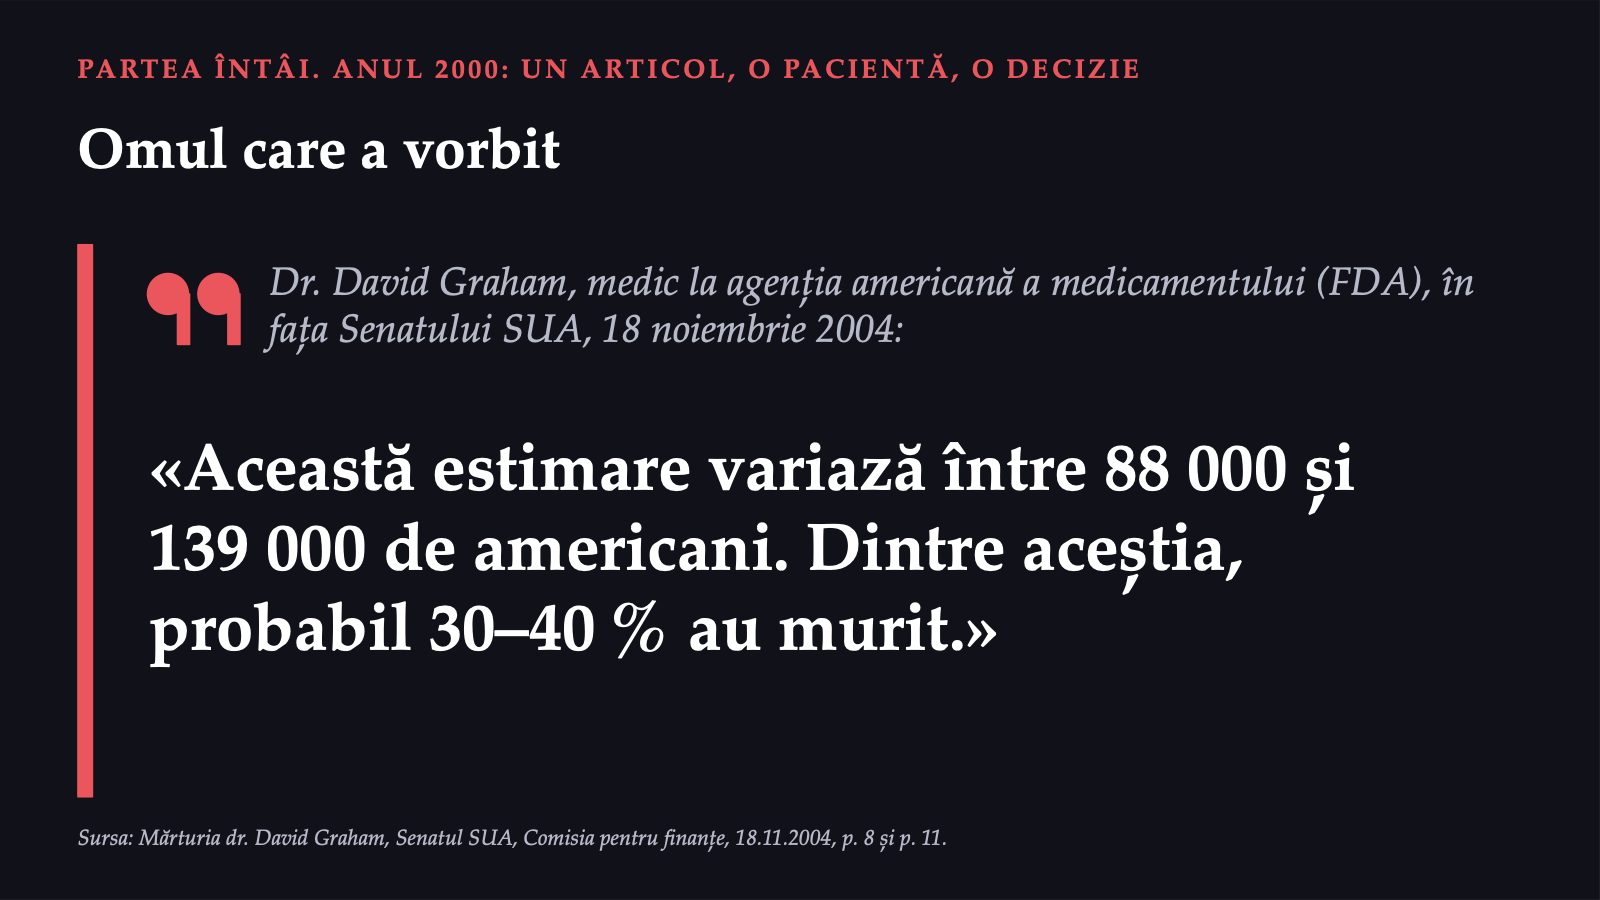 PARTEA ÎNTÂI. ANUL 2000: UN ARTICOL, O PACIENTĂ, O DECIZIE
Omul care a vorbit
Dr. David Graham, medic la agenția americană a medicamentului (FDA), în
fața Senatului SUA, 18 noiembrie 2004:
«Această estimare variază între 88 000 și
139 000 de americani. Dintre aceștia,
probabil 30–40 % au murit.»
Sursa: Mărturia dr. David Graham, Senatul SUA, Comisia pentru finanțe, 18.11.2004, p. 8 și p. 11.